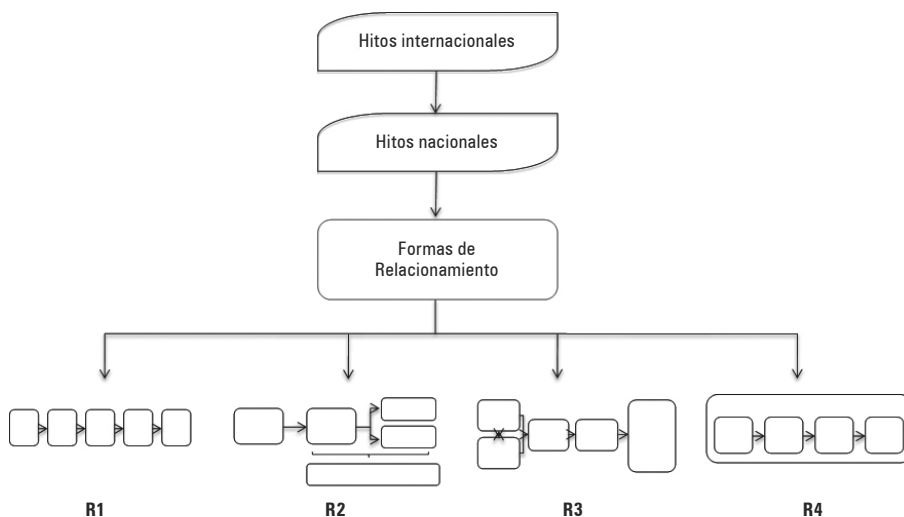 Hitos internacionales
Hitos nacionales
Formas de
Relacionamiento
R1
R2
R3
R4